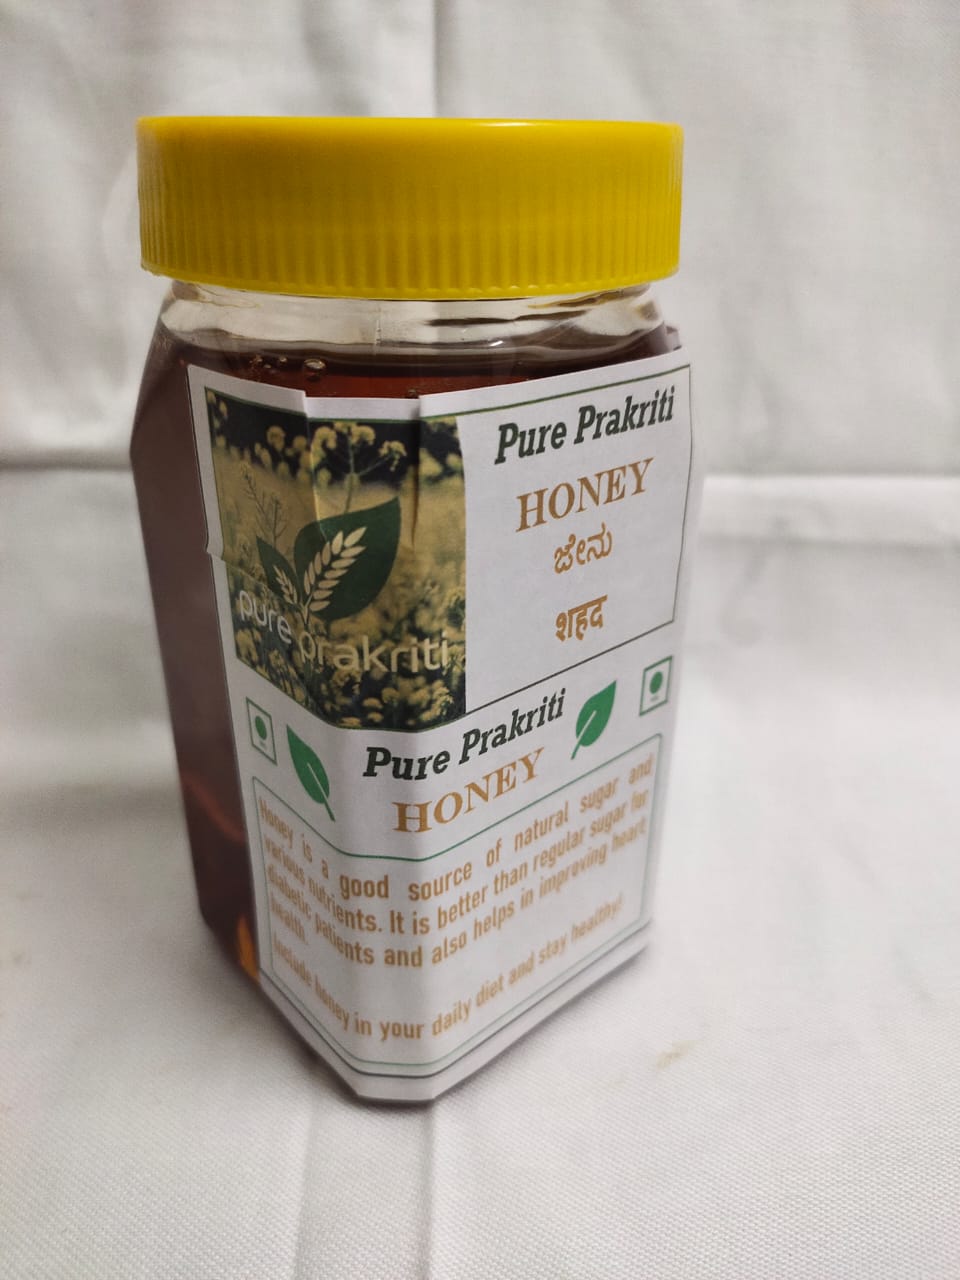 Pure Prakriti
HONEY
ಜೇನು
शहद
pure prakriti
Pure Prakriti
HONEY
Honey is a good source of natural sugar and
various nutrients. It is better than regular sugar for
diabetic patients and also helps in improving heart
health.
Include honey in your daily diet and stay healthy!